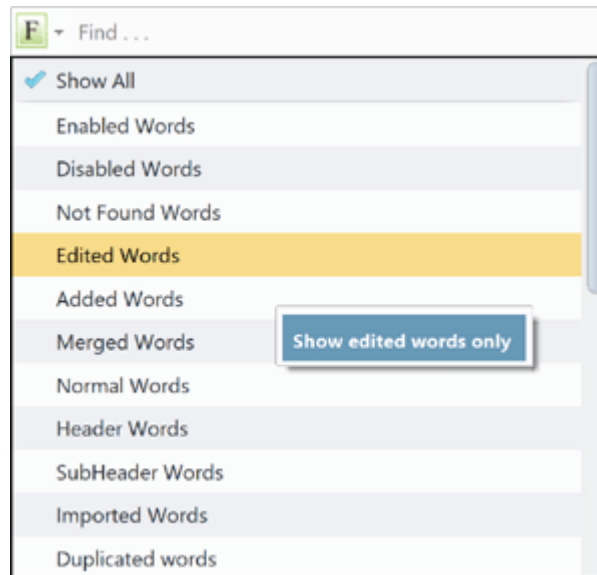 F Find . . .
Show All
Enabled Words
Disabled Words
Not Found Words
Edited Words
Added Words
Merged Words
Show edited words only
Normal Words
Header Words
SubHeader Words
Imported Words
Duplicated words